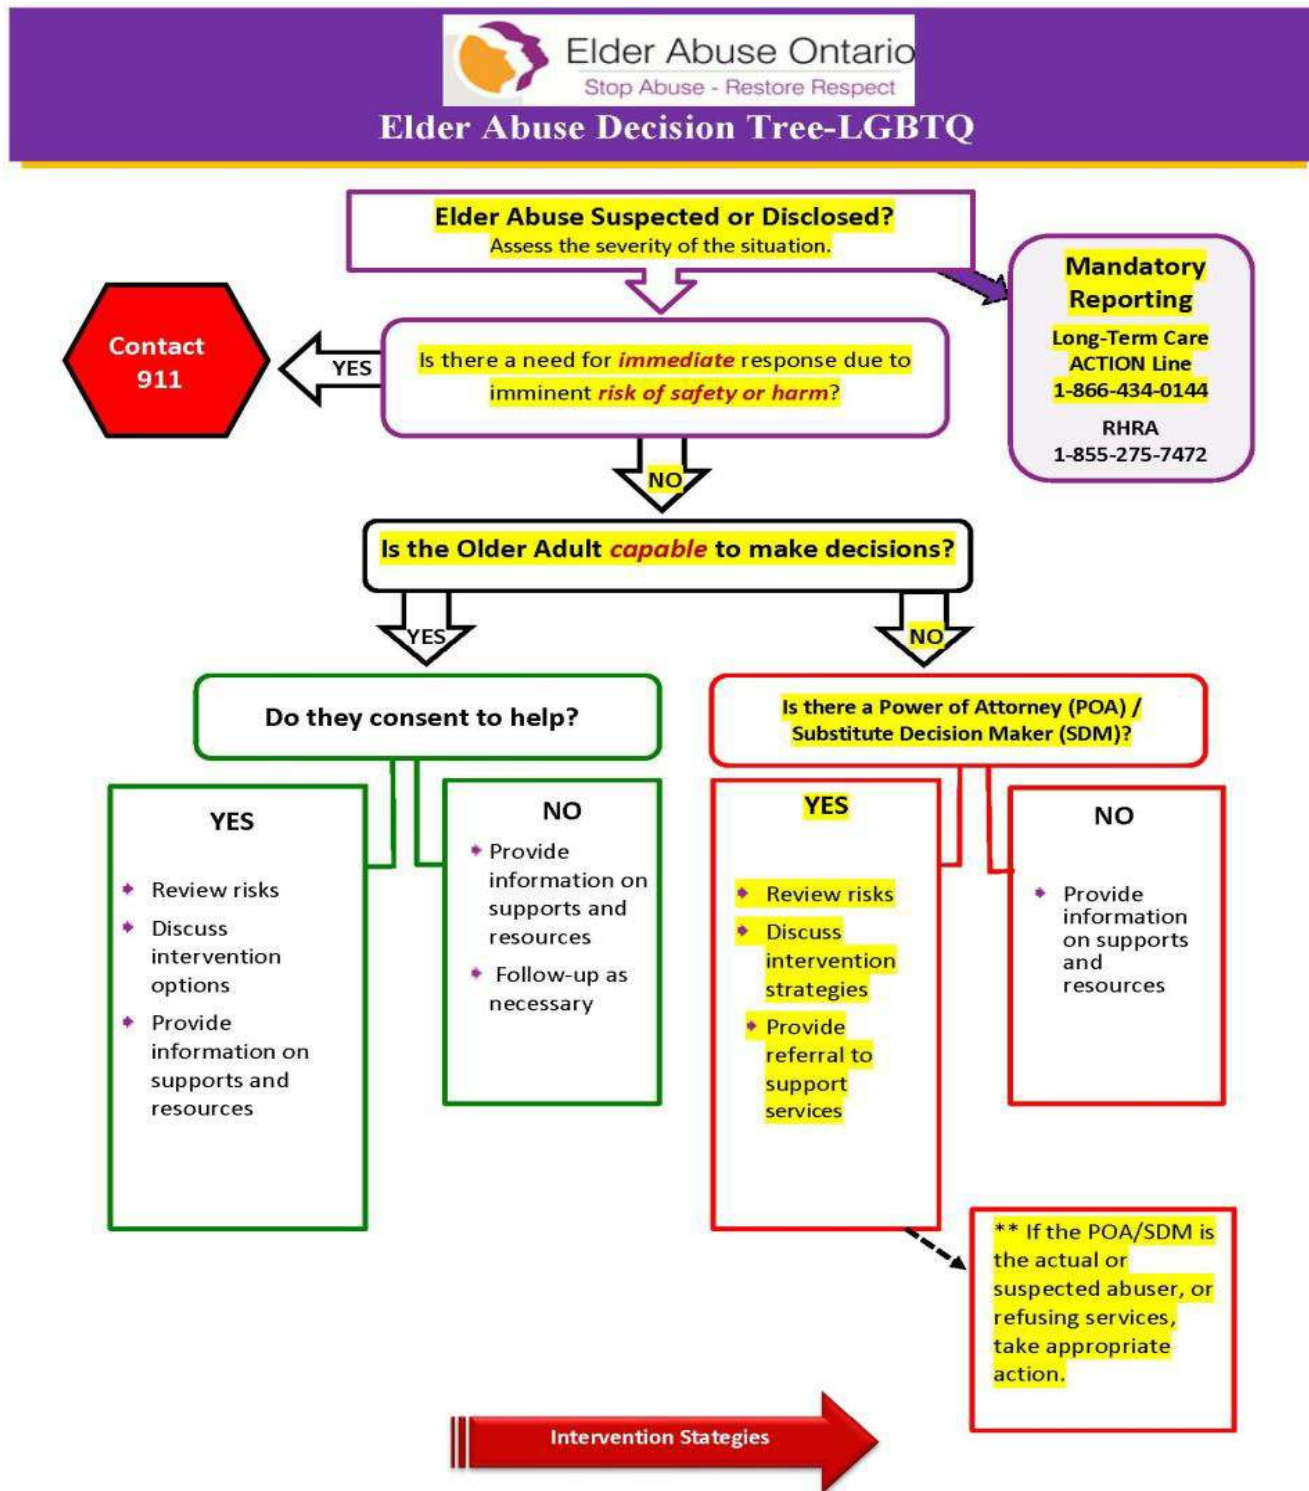 Elder Abuse Ontario
Stop Abuse - Restore Respect
Elder Abuse Decision Tree-LGBTQ
Elder Abuse Suspected or Disclosed?
Assess the severity of the situation.
Mandatory
Reporting
Long-Term Care
ACTION Line
1-866-434-0144
RHRA
1-855-275-7472
Contact
911
YES
Is there a need for immediate response due to
imminent risk of safety or harm?
NO
Is the Older Adult capable to make decisions?
YES
NO
Do they consent to help?
YES
Review risks
Discuss
intervention
options
Provide
information on
supports and
resources
NO
Provide
information on
supports and
resources
Follow-up as
necessary
Is there a Power of Attorney (POA) /
Substitute Decision Maker (SDM)?
YES
Review risks
Discuss
intervention
strategies
Provide
referral to
support
services
NO
Provide
information
on supports
and
resources
** If the POA/SDM is
the actual or
suspected abuser, or
refusing services,
take appropriate
action.
Intervention Stategies